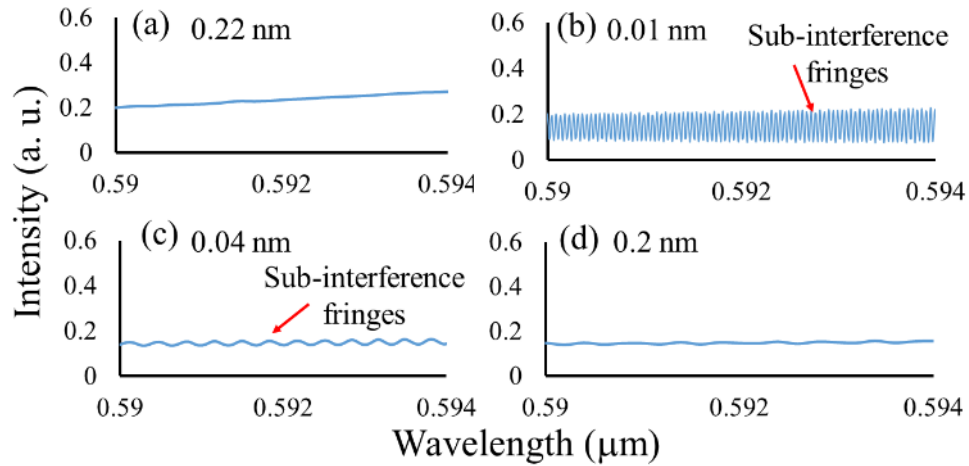 (a) 0.22 nm
0.6
0.4
0.2
0
0.59 0.592 0.594
(b) 0.01 nm
Sub-interference
fringes
0.6
0.4
0.2
0
0.59 0.592 0.594
(c) 0.04 nm
Sub-interference
fringes
0.6
0.4
0.2
0
0.59 0.592 0.594
(d) 0.2 nm
0.6
0.4
0.2
0
0.59 0.592 0.594
Intensity (a. u.)
Wavelength (μm)